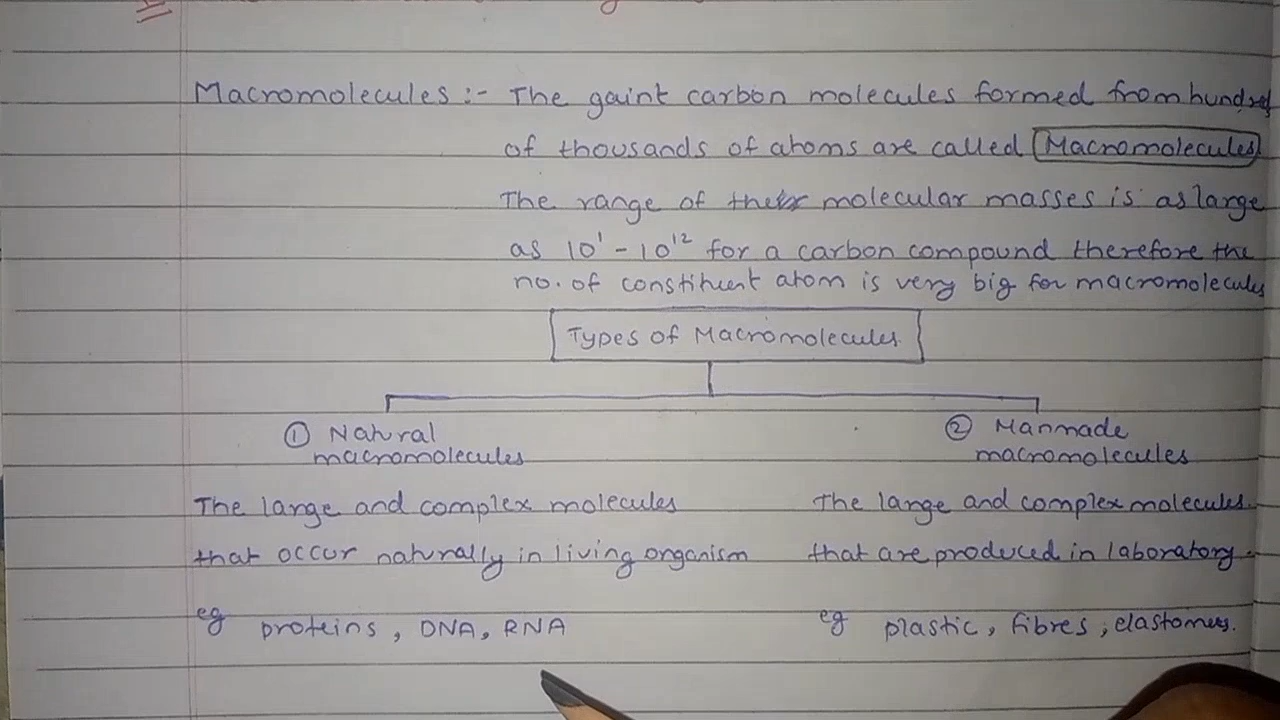 Macromolecules :- The gaint carbon molecules formed from hundred
of thousands of atoms are called Macromolecules
The range of their molecular masses is as large
as 10¹ - 10¹² for a carbon compound therefore the
no. of constituent atom is very big for macromolecules
Types of Macromolecules
① Natural
macromolecules
The large and complex molecules
that occur naturally in living organism
eg proteins, DNA, RNA
② Manmade
macromolecules
The large and complex molecules
that are produced in laboratory.
eg plastic, fibres, elastomers.